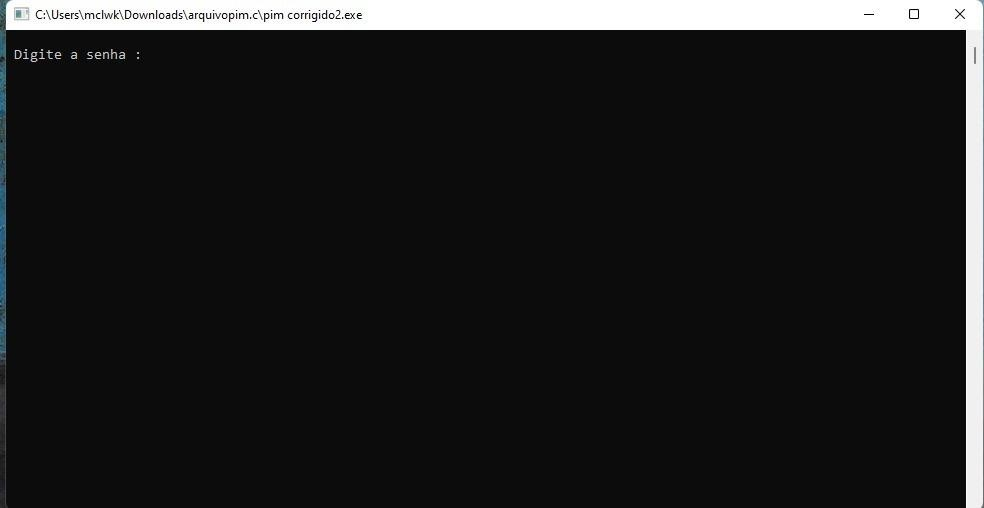 C:\Users\mclwk\Downloads\arquivopim.c\pim corrigido2.exe
Digite a senha :